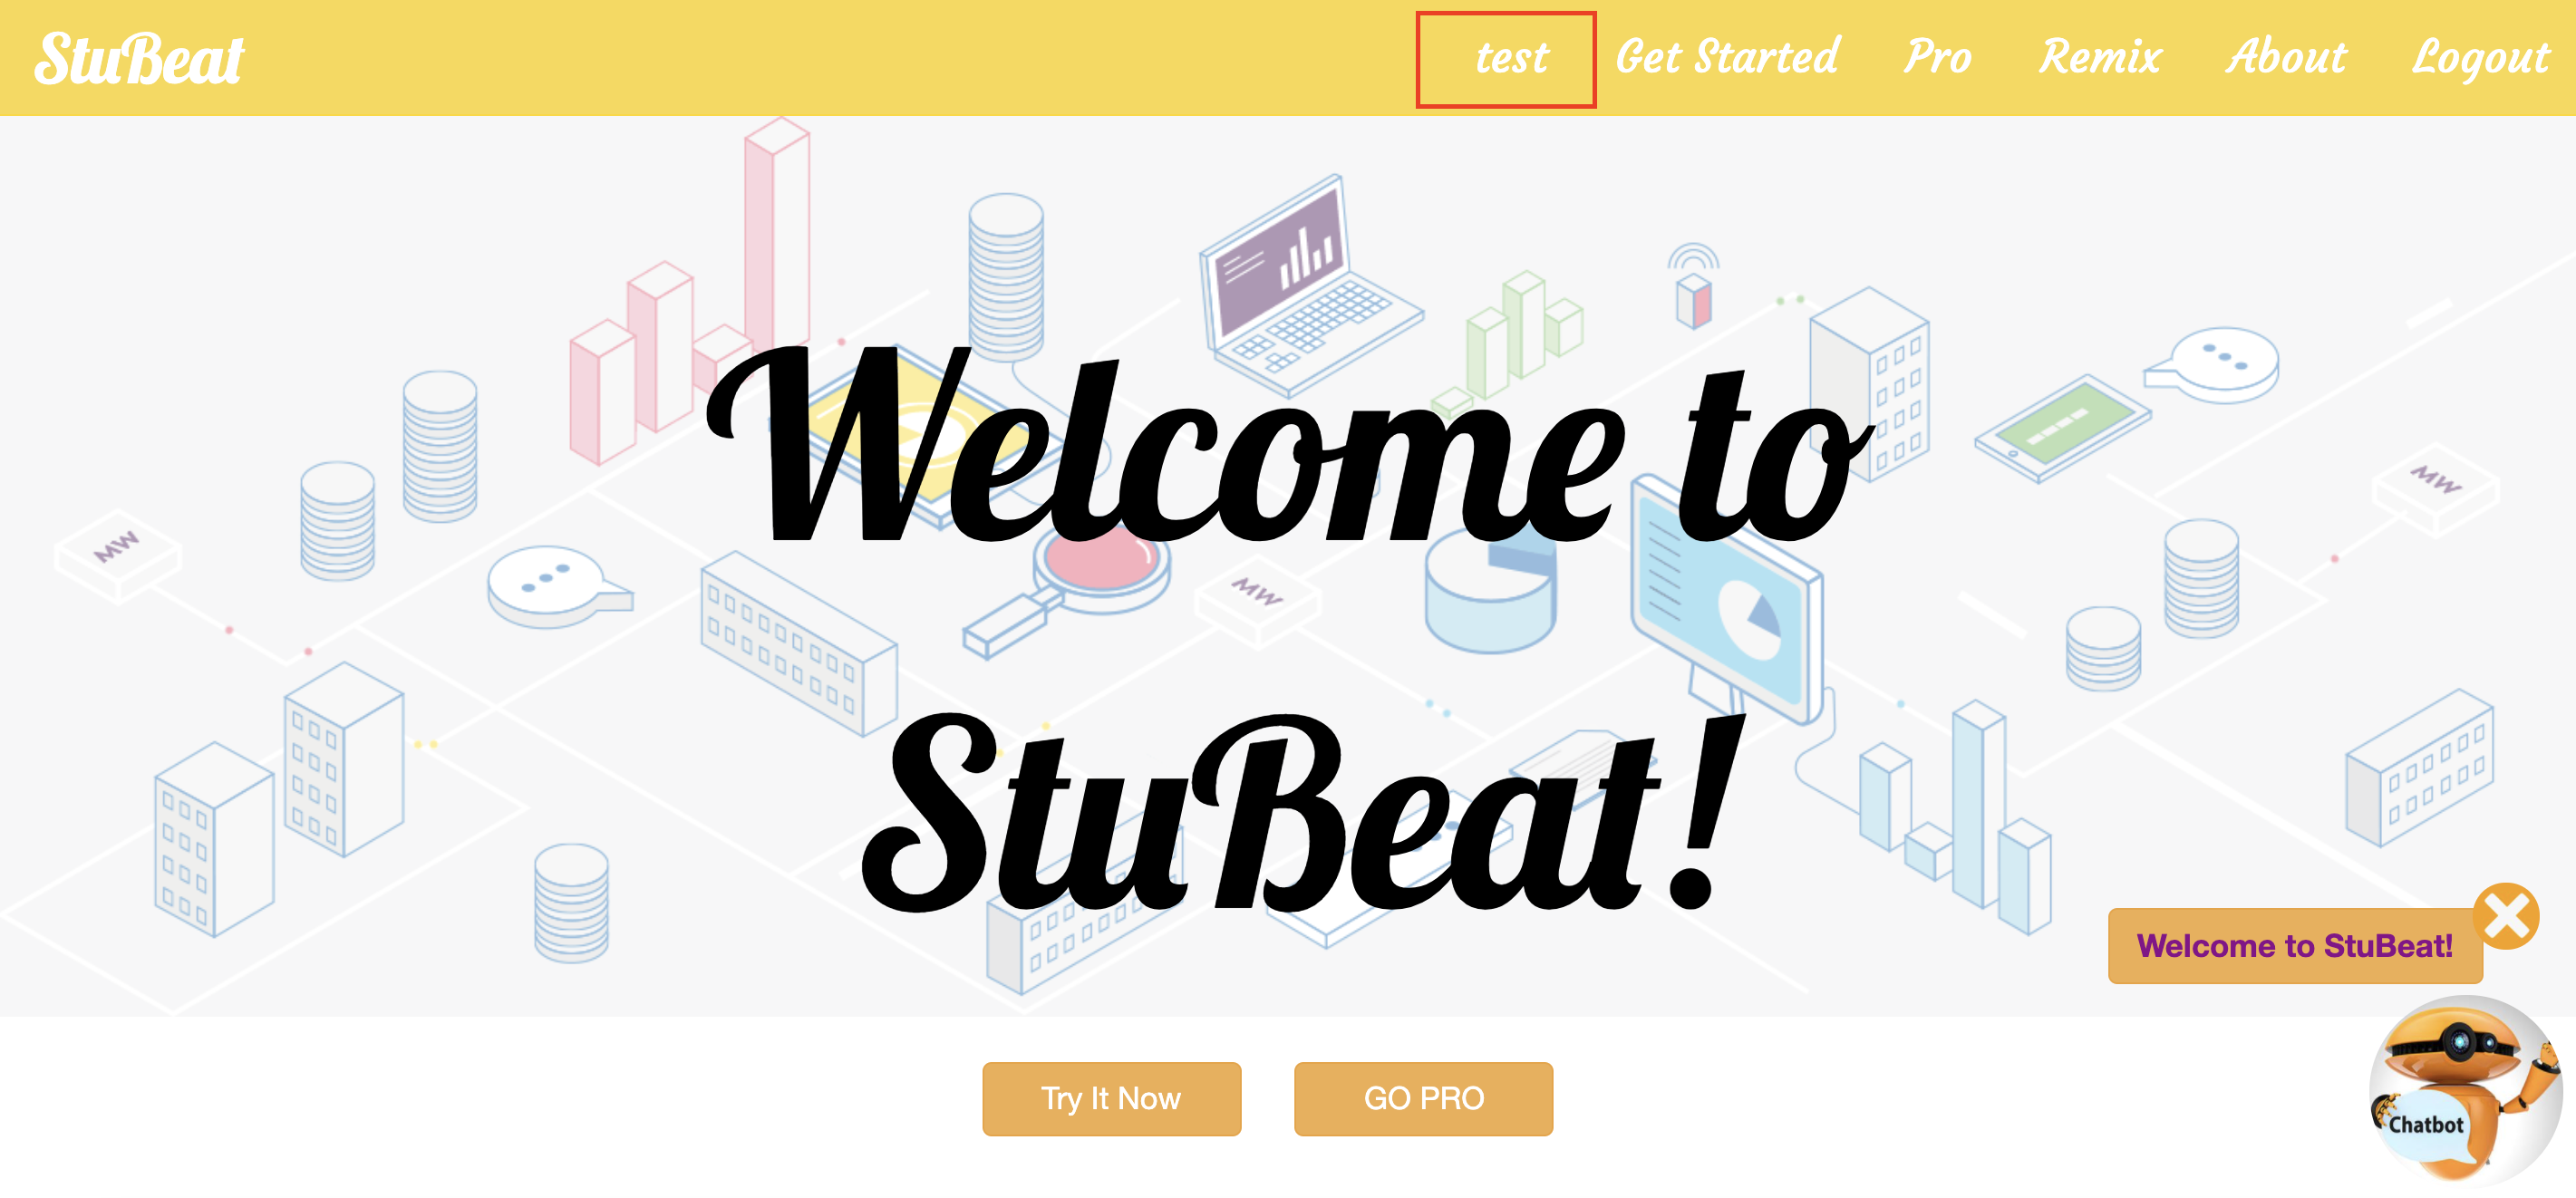 StuBeat
test Get Started Pro Remix About Logout
Welcome to
StuBeat!
MW
MW
MW
Welcome to StuBeat!
Try It Now
GO PRO
Chatbot